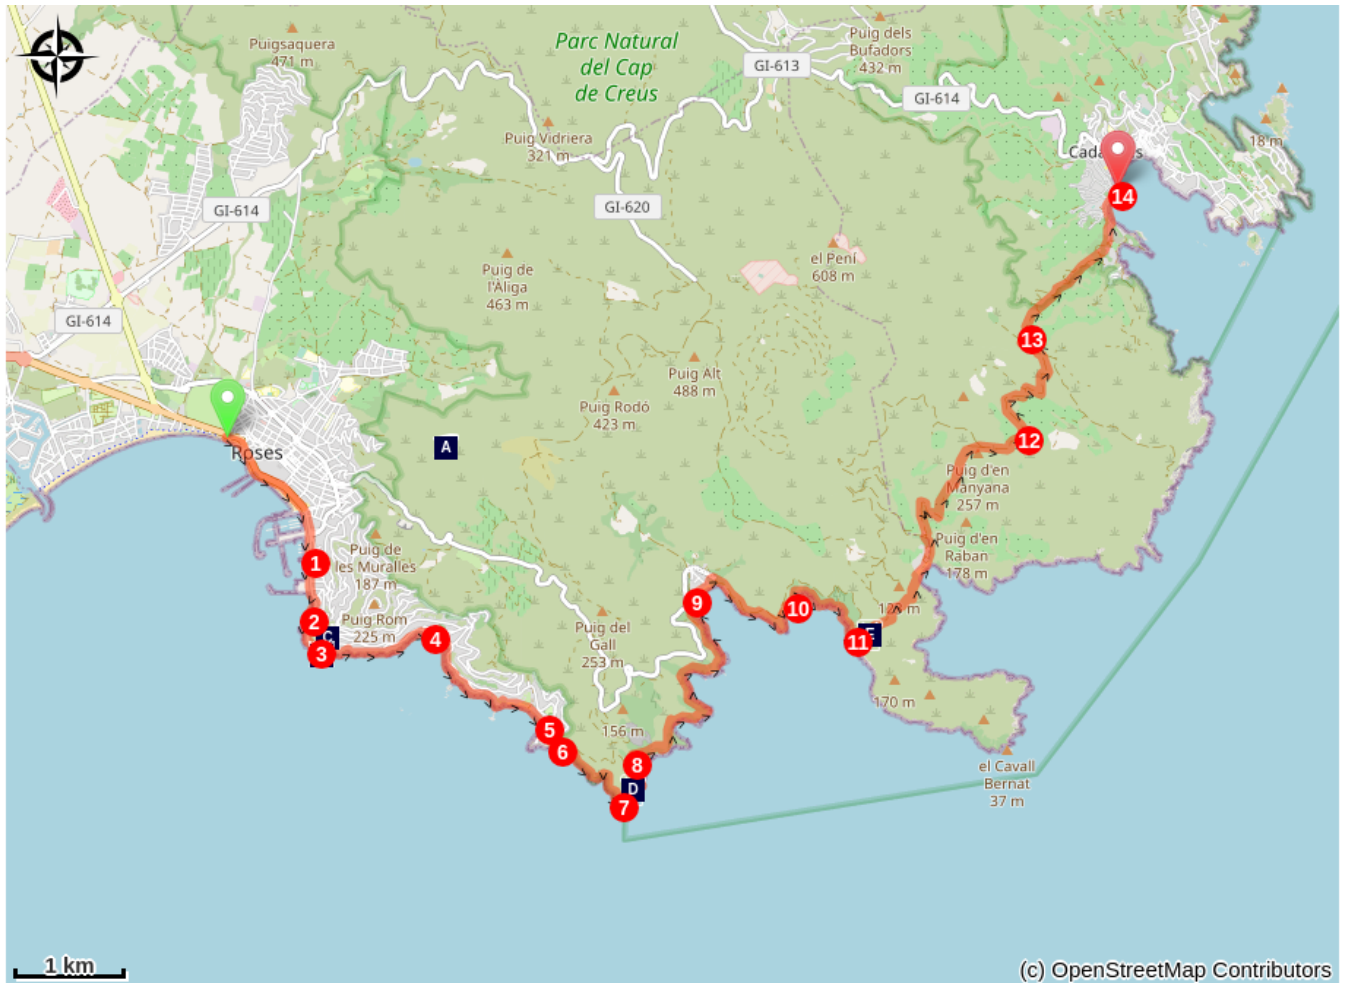 Puigsaquera
471 m
Parc Natural
del Cap
de Creus
Puig dels
Bufadors
432 m
GI-613
GI-614
Puig Vidriera
321 m
18 m
14
GI-614
GI-620
el Pení
608 m
Puig de
l'Àliga
463 m
GI-614
13
Puig Alt
488 m
Puig Rodó
423 m
A
12
Roses
Puig d'en
Manyana
257 m
Puig d'en
Raban
178 m
1
Puig de
les Muralles
187 m
9
10
2
Puig Rom
225 m
C
3
4
Puig del
Gall
253 m
11
E
170 m
5
156 m
6
8
D
7
el Cavall
Bernat
37 m
1 km
(c) OpenStreetMap Contributors